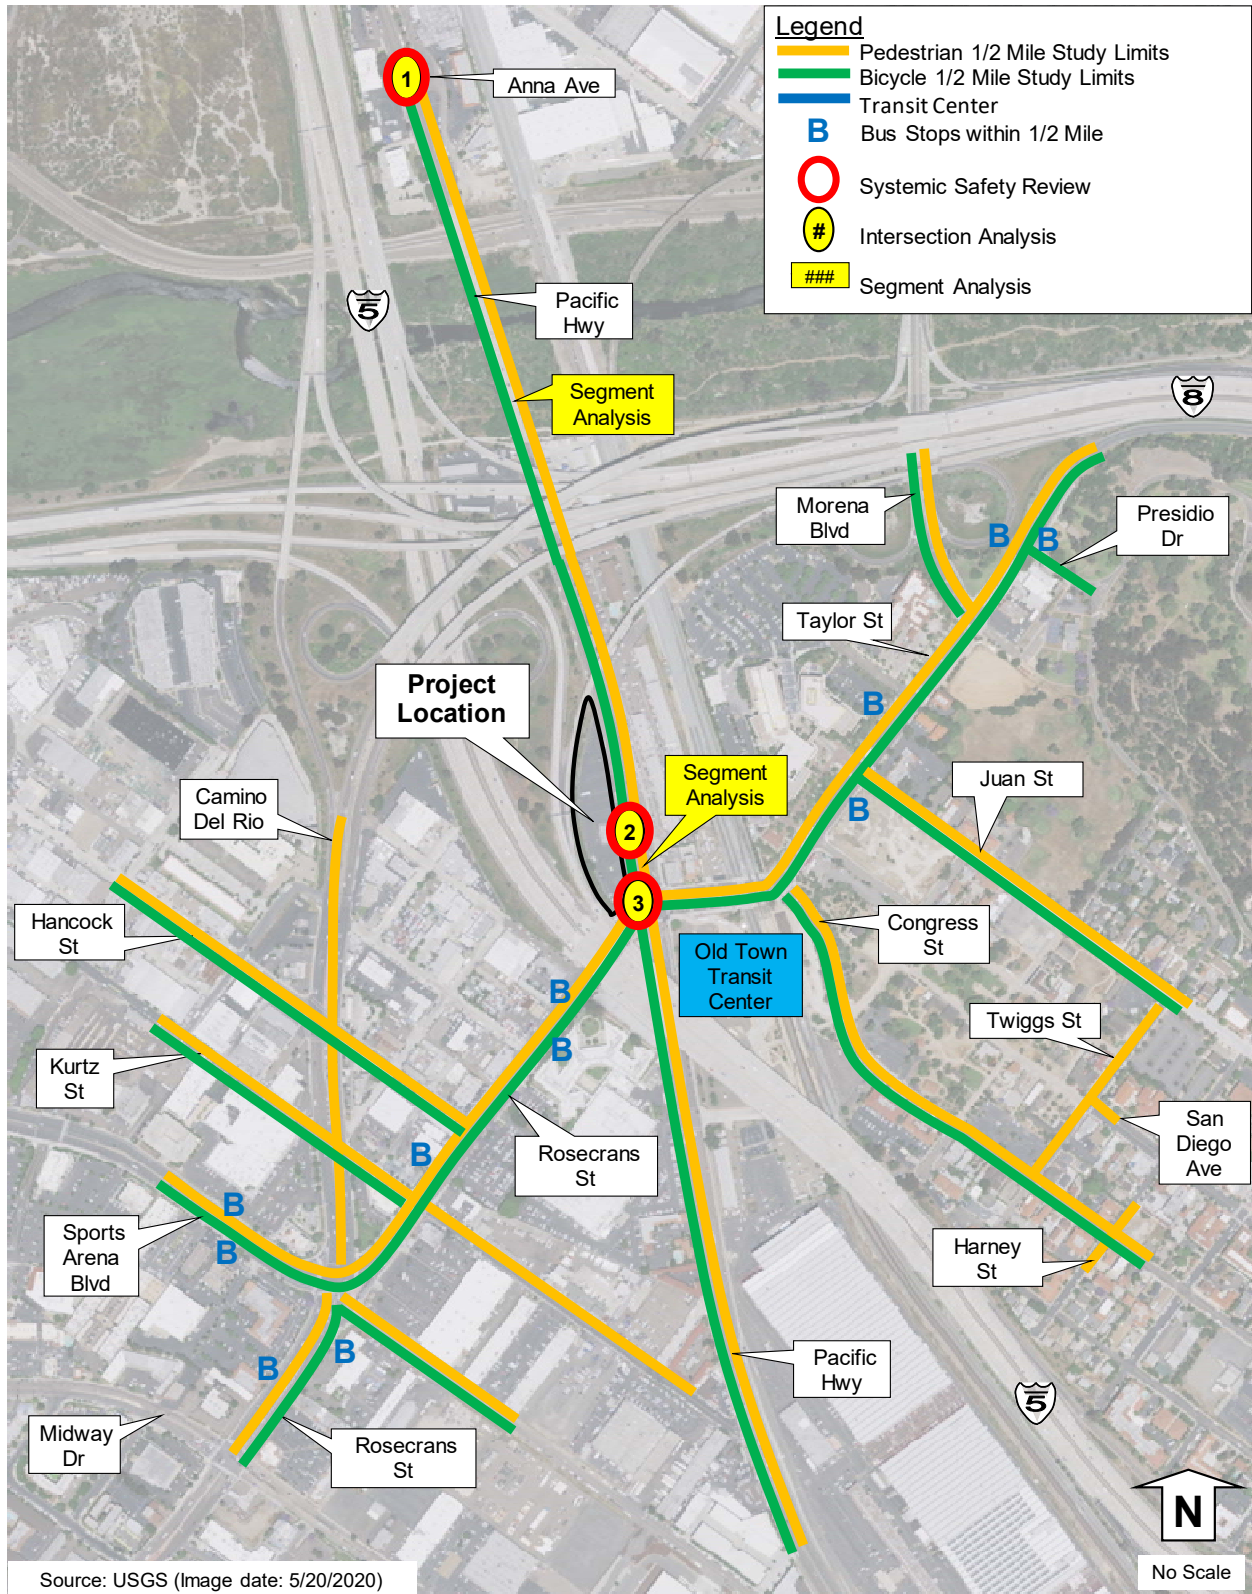 Legend
Pedestrian 1/2 Mile Study Limits
Bicycle 1/2 Mile Study Limits
Transit Center
B Bus Stops within 1/2 Mile
Systemic Safety Review
# Intersection Analysis
### Segment Analysis
1
Anna Ave
Pacific
Hwy
5
Segment
Analysis
8
Morena
Blvd
Presidio
Dr
B
B
Taylor St
Project
Location
B
Segment
Analysis
Juan St
Camino
Del Rio
B
2
3
Hancock
St
Congress
St
Old Town
Transit
Center
B
Twiggs St
B
Kurtz
St
San
Diego
Ave
Rosecrans
St
B
B
B
Sports
Arena
Blvd
Harney
St
B
B
Pacific
Hwy
5
Midway
Dr
Rosecrans
St
N
No Scale
Source: USGS (Image date: 5/20/2020)